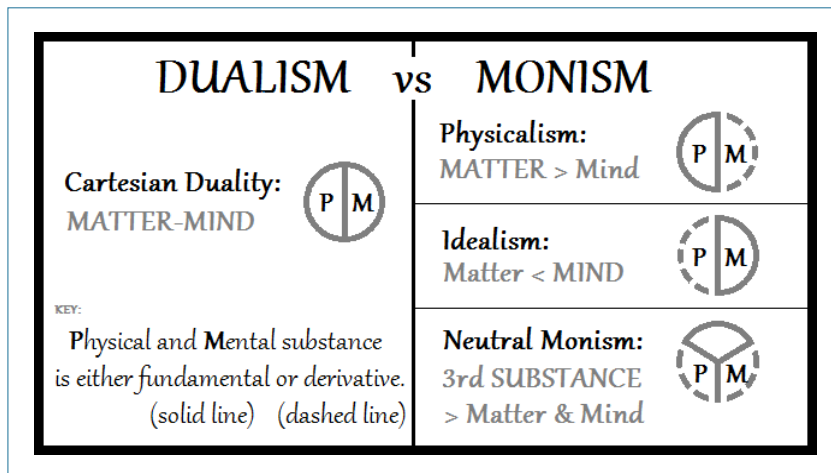 DUALISM vs MONISM
Cartesian Duality:
MATTER-MIND
P M
KEY:
Physical and Mental substance
is either fundamental or derivative.
(solid line) (dashed line)
Physicalism:
MATTER > Mind
P M
Idealism:
Matter < MIND
P M
Neutral Monism:
3rd SUBSTANCE
> Matter & Mind
P M